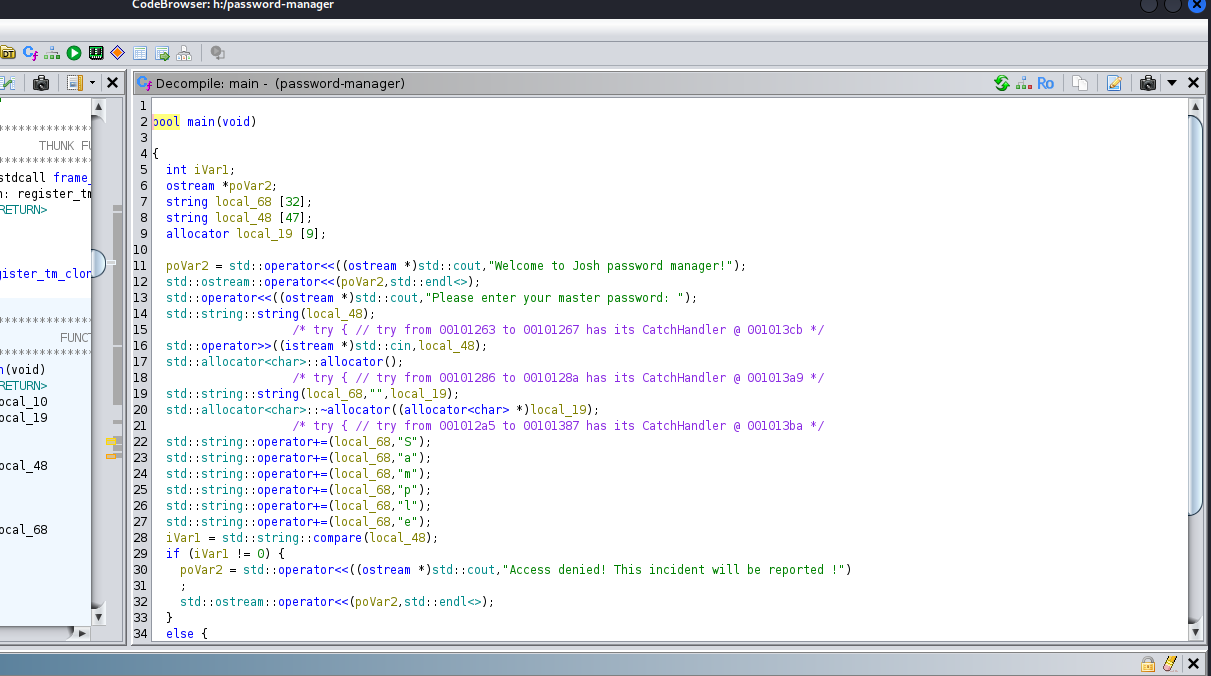 CodeBrowser: h:/password-manager
DT
Cf
Cf Decompile: main - (password-manager)
Ro
THUNK FU
stdcall frame_
n: register_tm
RETURN>
gister_tm_clon
FUNC
n(void)
RETURN>
ocal_10
ocal_19
ocal_48
ocal_68
1
2 bool main(void)
3
4 {
5 int iVar1;
6 ostream *poVar2;
7 string local_68 [32];
8 string local_48 [47];
9 allocator local_19 [9];
10
11 poVar2 = std::operator<<((ostream *)std::cout,"Welcome to Josh password manager!");
12 std::ostream::operator<<(poVar2,std::endl<>);
13 std::operator<<((ostream *)std::cout,"Please enter your master password: ");
14 std::string::string(local_48);
15 /* try { // try from 00101263 to 00101267 has its CatchHandler @ 001013cb */
16 std::operator>>((istream *)std::cin,local_48);
17 std::allocator<char>::allocator();
18 /* try { // try from 00101286 to 0010128a has its CatchHandler @ 001013a9 */
19 std::string::string(local_68,"",local_19);
20 std::allocator<char>::~allocator((allocator<char> *)local_19);
21 /* try { // try from 001012a5 to 00101387 has its CatchHandler @ 001013ba */
22 std::string::operator+=(local_68,"S");
23 std::string::operator+=(local_68,"a");
24 std::string::operator+=(local_68,"m");
25 std::string::operator+=(local_68,"p");
26 std::string::operator+=(local_68,"l");
27 std::string::operator+=(local_68,"e");
28 iVar1 = std::string::compare(local_48);
29 if (iVar1 != 0) {
30 poVar2 = std::operator<<((ostream *)std::cout,"Access denied! This incident will be reported !")
31 ;
32 std::ostream::operator<<(poVar2,std::endl<>);
33 }
34 else {